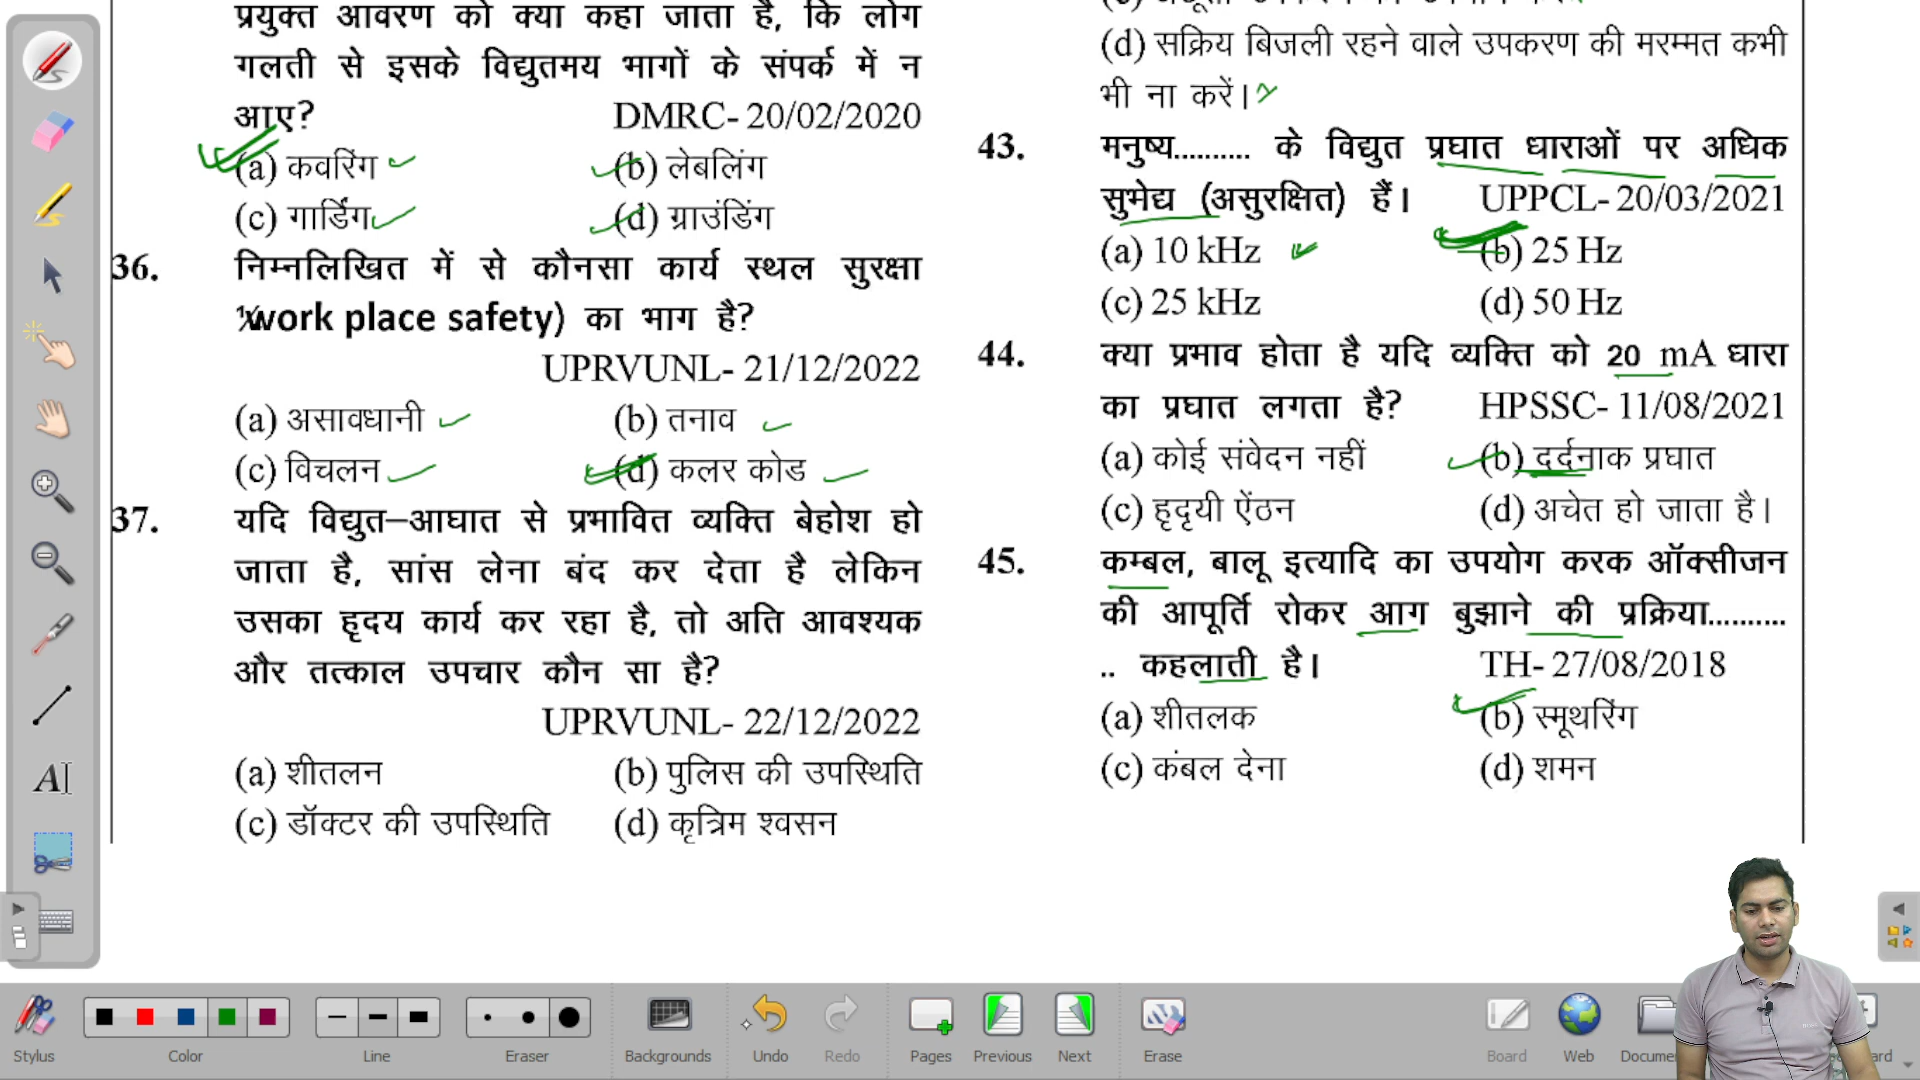 प्रयुक्त आवरण को क्या कहा जाता है, कि लोग
गलती से इसके विद्युतमय भागों के संपर्क में न
आए? DMRC- 20/02/2020
(a) कवरिंग (b) लेबलिंग
(c) गार्डिंग (d) ग्राउंडिंग
36. निम्नलिखित में से कौनसा कार्य स्थल सुरक्षा
work place safety) का भाग है?
UPRVUNL- 21/12/2022
(a) असावधानी (b) तनाव
(c) विचलन (d) कलर कोड
37. यदि विद्युत–आघात से प्रभावित व्यक्ति बेहोश हो
जाता है, सांस लेना बंद कर देता है लेकिन
उसका हृदय कार्य कर रहा है, तो अति आवश्यक
और तत्काल उपचार कौन सा है?
UPRVUNL- 22/12/2022
(a) शीतलन (b) पुलिस की उपस्थिति
(c) डॉक्टर की उपस्थिति (d) कृत्रिम श्वसन
(d) सक्रिय बिजली रहने वाले उपकरण की मरम्मत कभी
भी ना करें।
43. मनुष्य.......... के विद्युत प्रघात धाराओं पर अधिक
सुभेद्य (असुरक्षित) हैं। UPPCL- 20/03/2021
(a) 10 kHz (b) 25 Hz
(c) 25 kHz (d) 50 Hz
44. क्या प्रभाव होता है यदि व्यक्ति को 20 mA धारा
का प्रघात लगता है? HPSSC- 11/08/2021
(a) कोई संवेदन नहीं (b) दर्दनाक प्रघात
(c) हृदृयी ऐंठन (d) अचेत हो जाता है।
45. कम्बल, बालू इत्यादि का उपयोग करक ऑक्सीजन
की आपूर्ति रोकर आग बुझाने की प्रक्रिया..........
.. कहलाती है। TH- 27/08/2018
(a) शीतलक (b) स्मूथरिंग
(c) कंबल देना (d) शमन
Stylus Color Line Eraser Backgrounds Undo Redo Pages Previous Next Erase Board Web